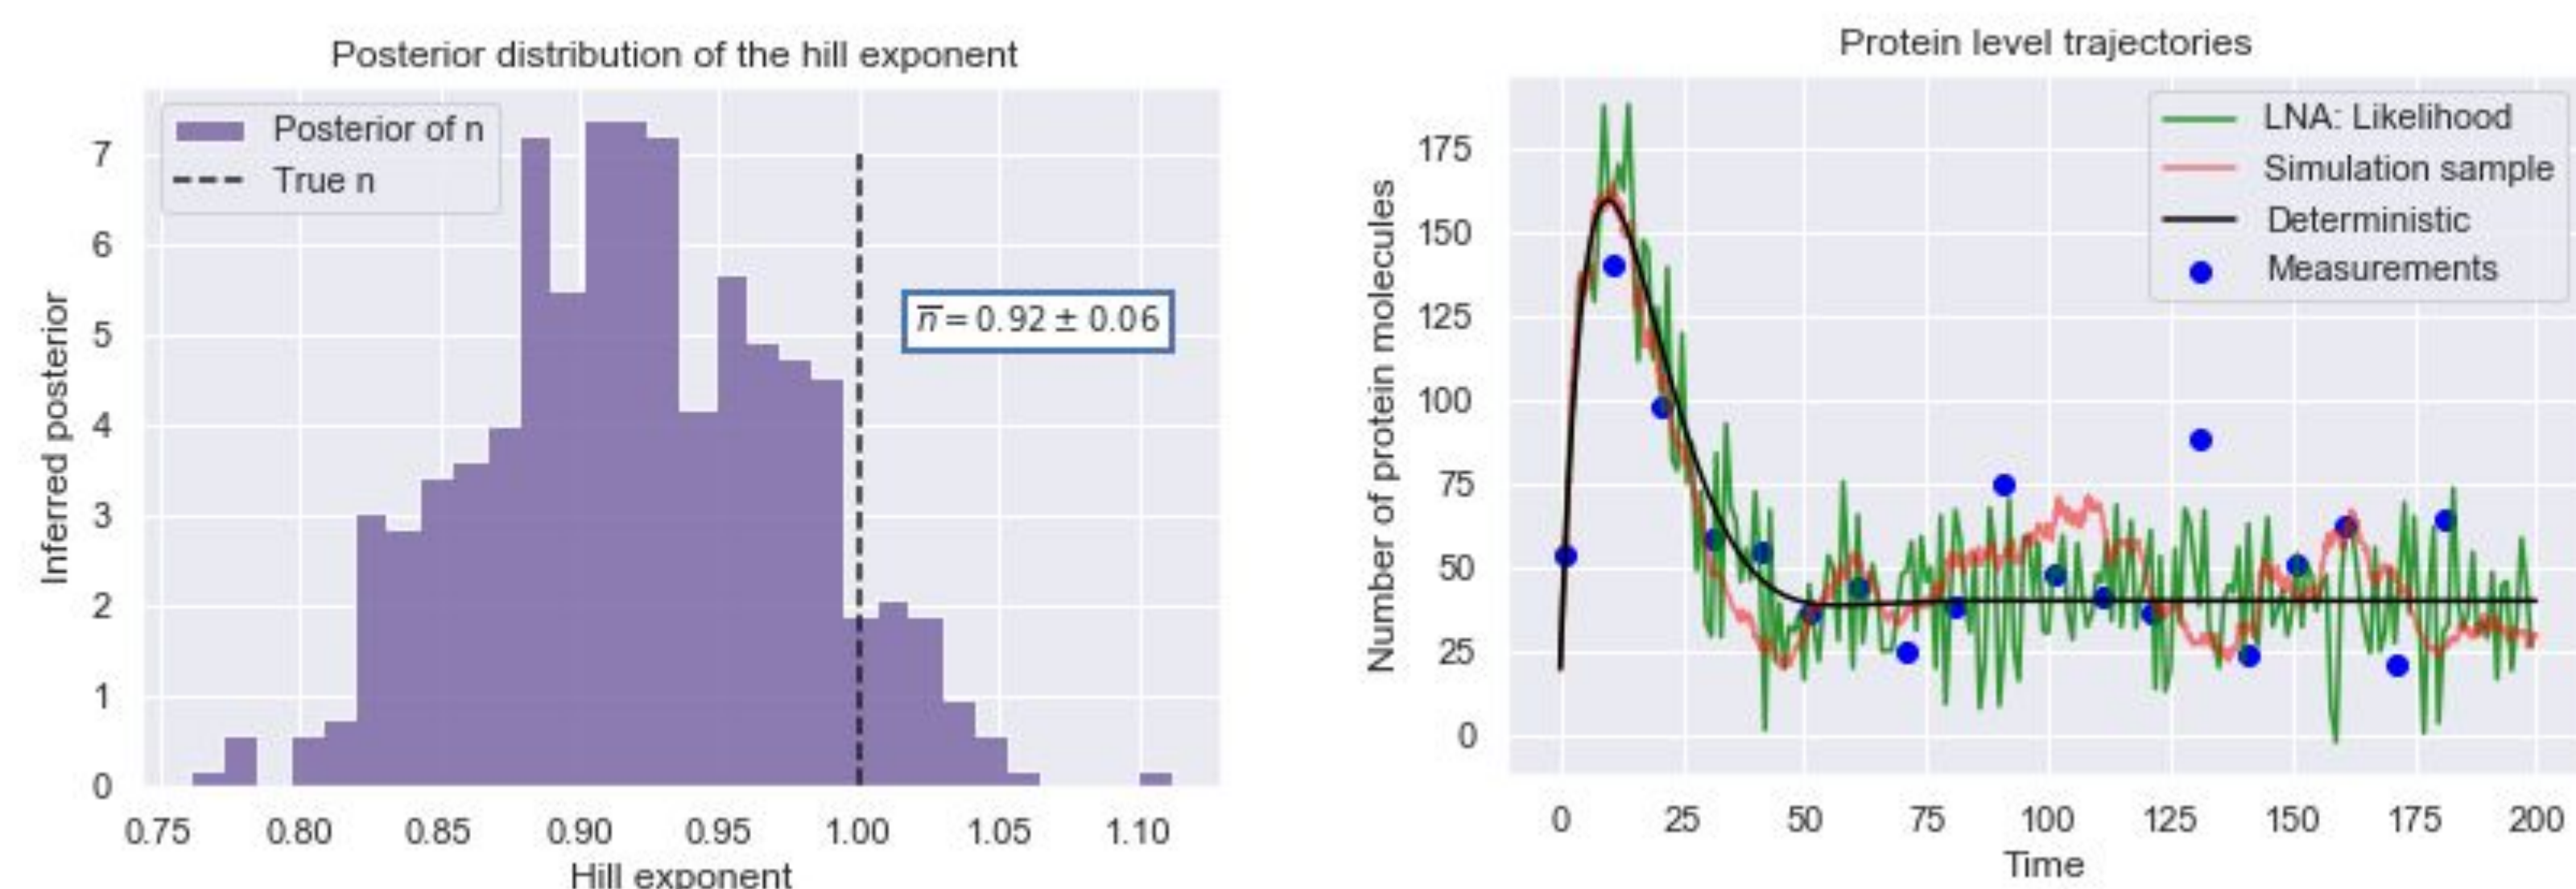 Posterior distribution of the hill exponent
Posterior of n
True n
7
6
5
4
3
2
1
0
Inferred posterior
n̅ = 0.92 ± 0.06
0.75 0.80 0.85 0.90 0.95 1.00 1.05 1.10
Hill exponent
Protein level trajectories
LNA: Likelihood
Simulation sample
Deterministic
Measurements
175
150
125
100
75
50
25
0
Number of protein molecules
0 25 50 75 100 125 150 175 200
Time